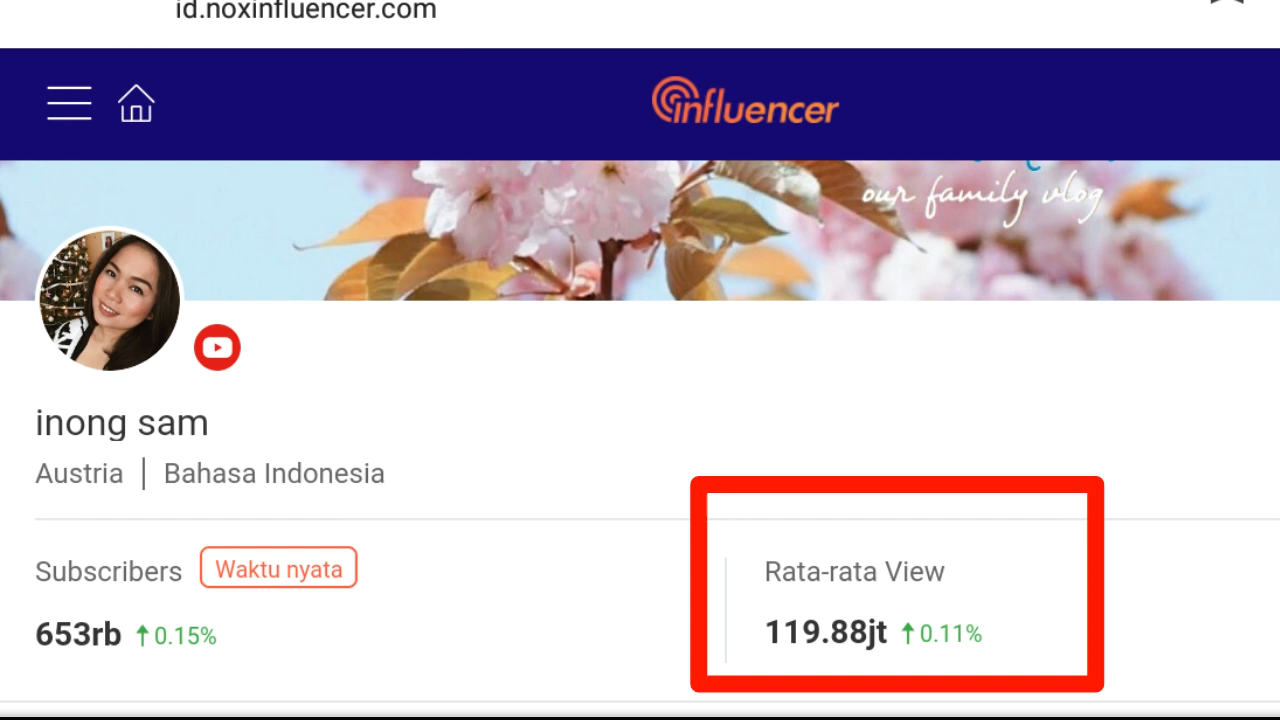 id.noxinfluencer.com
influencer
our family vlog
inong sam
Austria | Bahasa Indonesia
Subscribers Waktu nyata
653rb ↑0.15%
Rata-rata View
119.88jt ↑0.11%